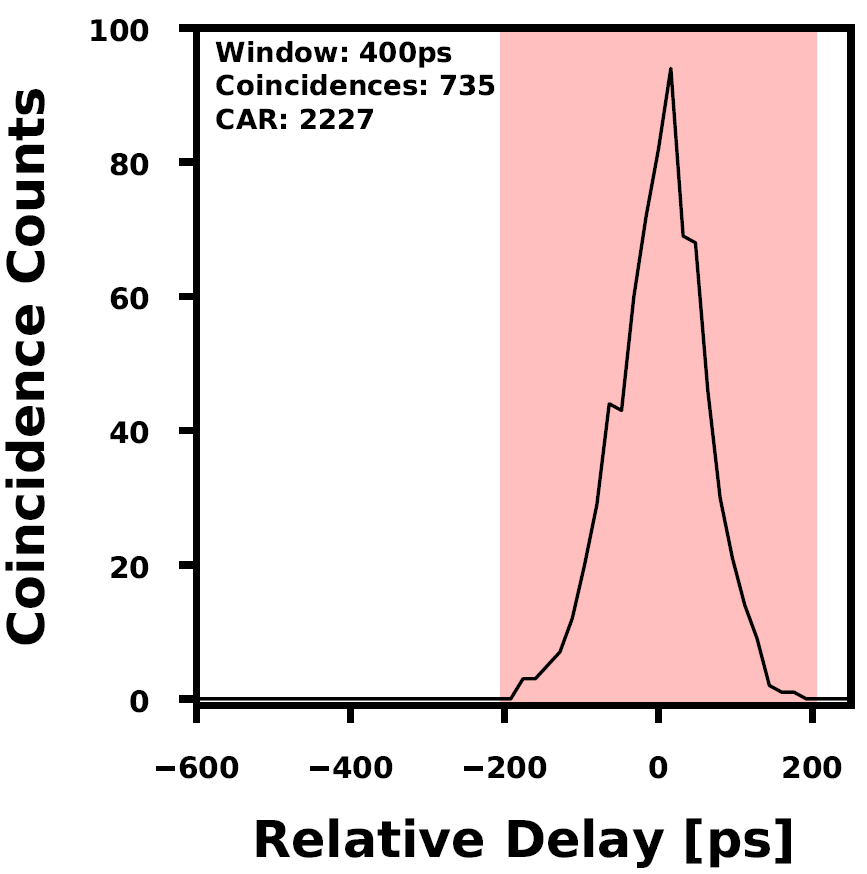 100
Window: 400ps
Coincidences: 735
CAR: 2227
80
60
40
20
0
Coincidence Counts
−600
−400
−200
0
200
Relative Delay [ps]